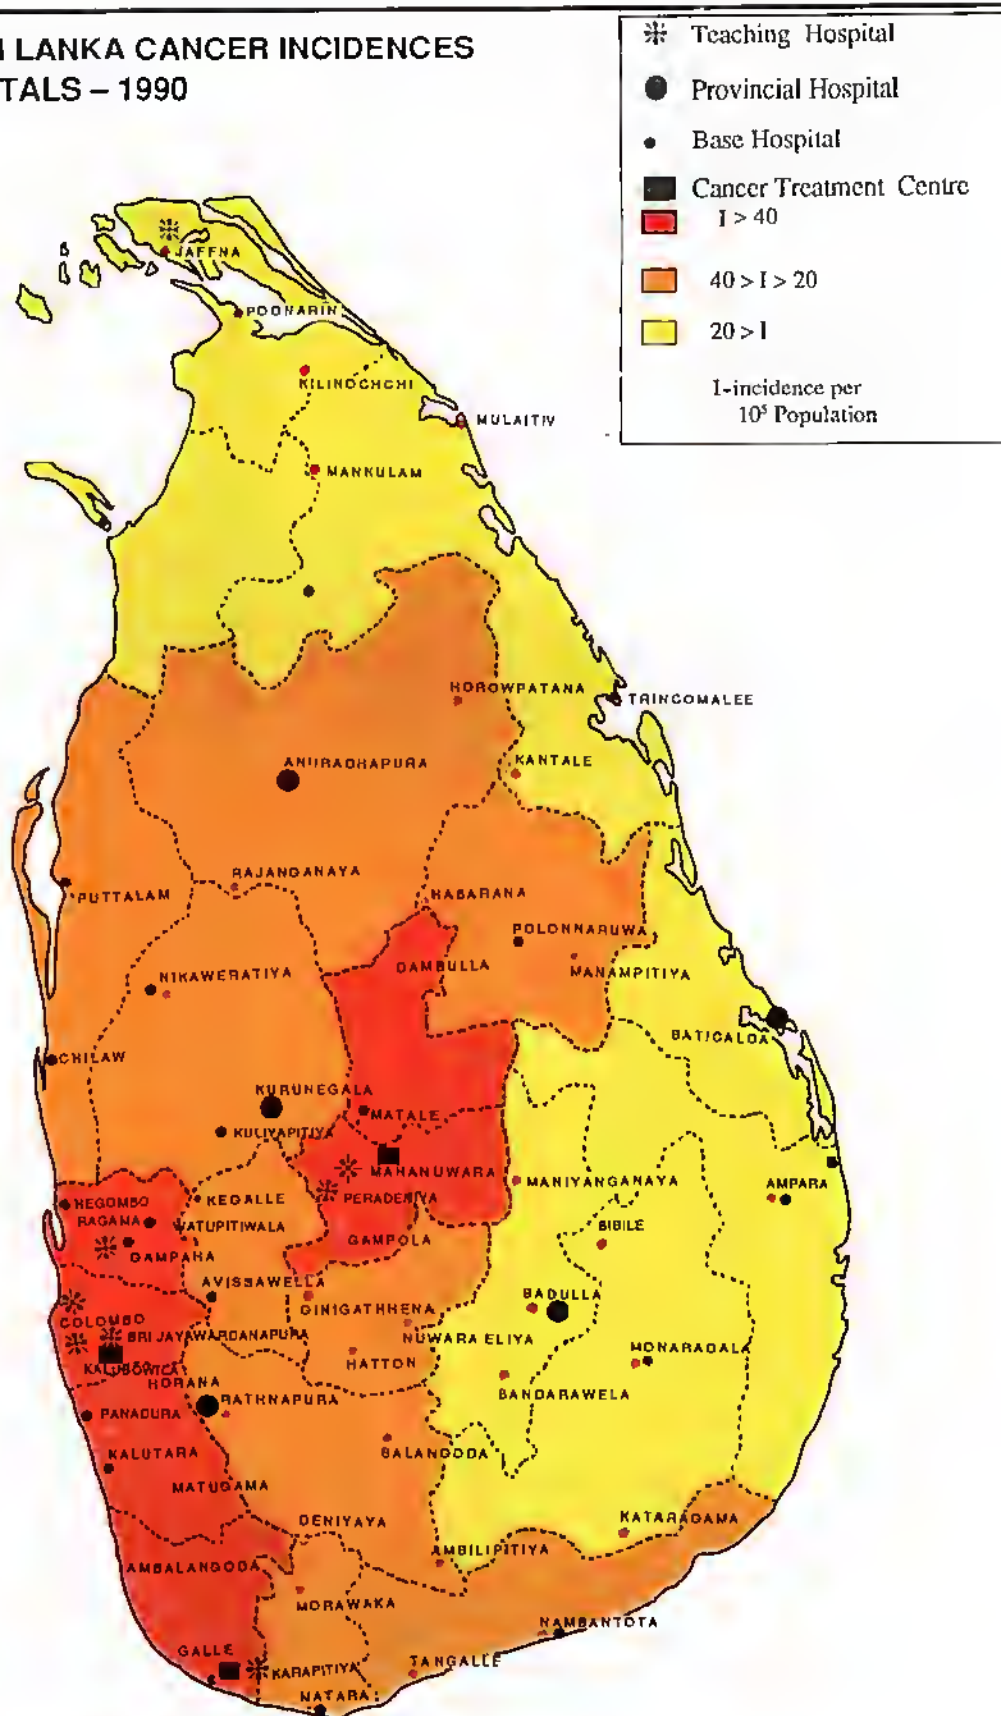 I LANKA CANCER INCIDENCES
TALS – 1990
Teaching Hospital
Provincial Hospital
Base Hospital
Cancer Treatment Centre
I > 40
40 > I > 20
20 > I
I-incidence per
10⁵ Population
JAFFNA
POONARIN
KILINOCHCHI
MULAITIV
MANKULAM
HOROWPATANA
TRINCOMALEE
ANURADHAPURA
KANTALE
RAJANGANAYA
PUTTALAM
HABARANA
POLONNARUWA
DAMBULLA
MANAMPITIYA
NIKAWERATIYA
BATICALOA
CHILAW
KURUNEGALA
MATALE
KULIYAPITIYA
MAHANUWARA
MANIYANGANAYA
AMPARA
NEGOMBO
KEGALLE
PERADENIYA
RAGAMA
WATUPITIWALA
BIBILE
GAMPOLA
GAMPAHA
AVISSAWELLA
BADULLA
GINIGATHHENA
COLOMBO
SRI JAYAWARDANAPURA
NUWARA ELIYA
MONARAGALA
HATTON
KALUBOWILA
HORANA
BANDARAWELA
RATHNAPURA
PANADURA
KALUTARA
BALANGODA
MATUGAMA
DENIYAYA
KATARAGAMA
AMBILIPITIYA
AMBALANGODA
MORAWAKA
HAMBANTOTA
GALLE
TANGALLE
KARAPITIYA
MATARA